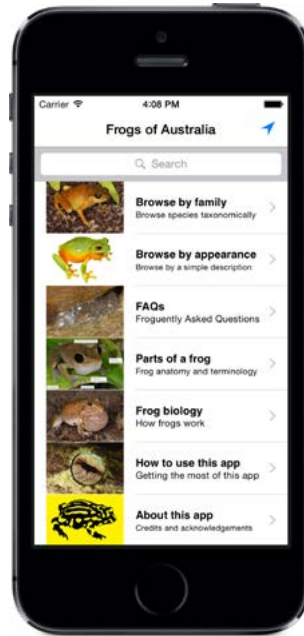 Carrier 4:08 PM
Frogs of Australia
Search
Browse by family
Browse species taxonomically
Browse by appearance
Browse by a simple description
FAQs
Froguently Asked Questions
Parts of a frog
Frog anatomy and terminology
Frog biology
How frogs work
How to use this app
Getting the most of this app
About this app
Credits and acknowledgements